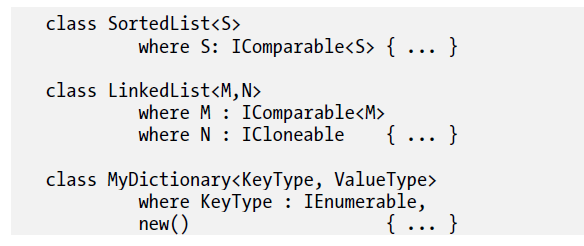 class SortedList<S>
where S: IComparable<S> { ... }
class LinkedList<M,N>
where M : IComparable<M>
where N : ICloneable { ... }
class MyDictionary<KeyType, ValueType>
where KeyType : IEnumerable,
new() { ... }